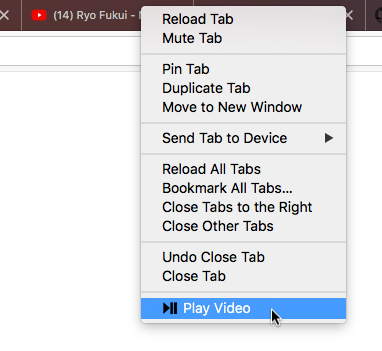 (14) Ryo Fukui -
Reload Tab
Mute Tab
Pin Tab
Duplicate Tab
Move to New Window
Send Tab to Device
Reload All Tabs
Bookmark All Tabs...
Close Tabs to the Right
Close Other Tabs
Undo Close Tab
Close Tab
Play Video